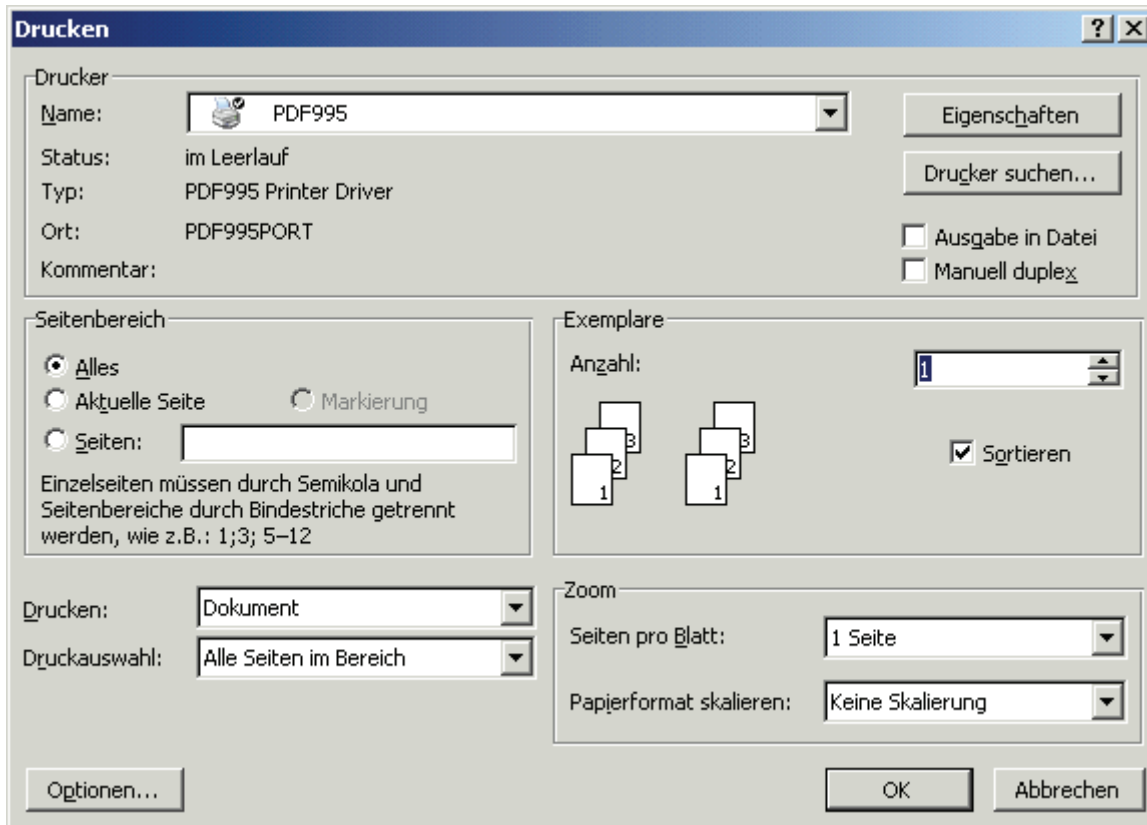 Drucken
Drucker
Name: PDF995
Eigenschaften
Status: im Leerlauf
Typ: PDF995 Printer Driver
Drucker suchen...
Ort: PDF995PORT
Ausgabe in Datei
Kommentar:
Manuell duplex
Seitenbereich
Alles
Aktuelle Seite Markierung
Seiten:
Einzelseiten müssen durch Semikola und
Seitenbereiche durch Bindestriche getrennt
werden, wie z.B.: 1;3; 5–12
Exemplare
Anzahl: 1
3 3
2 2
1 1
Sortieren
Drucken: Dokument
Druckauswahl: Alle Seiten im Bereich
Zoom
Seiten pro Blatt: 1 Seite
Papierformat skalieren: Keine Skalierung
Optionen... OK Abbrechen